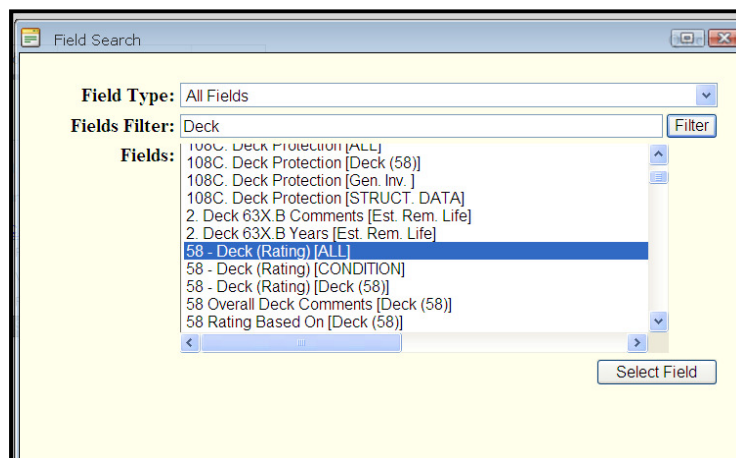 Field Search
Field Type: All Fields
Fields Filter: Deck Filter
Fields:
108C. Deck Protection [ALL]
108C. Deck Protection [Deck (58)]
108C. Deck Protection [Gen. Inv. ]
108C. Deck Protection [STRUCT. DATA]
2. Deck 63X.B Comments [Est. Rem. Life]
2. Deck 63X.B Years [Est. Rem. Life]
58 - Deck (Rating) [ALL]
58 - Deck (Rating) [CONDITION]
58 - Deck (Rating) [Deck (58)]
58 Overall Deck Comments [Deck (58)]
58 Rating Based On [Deck (58)]
Select Field